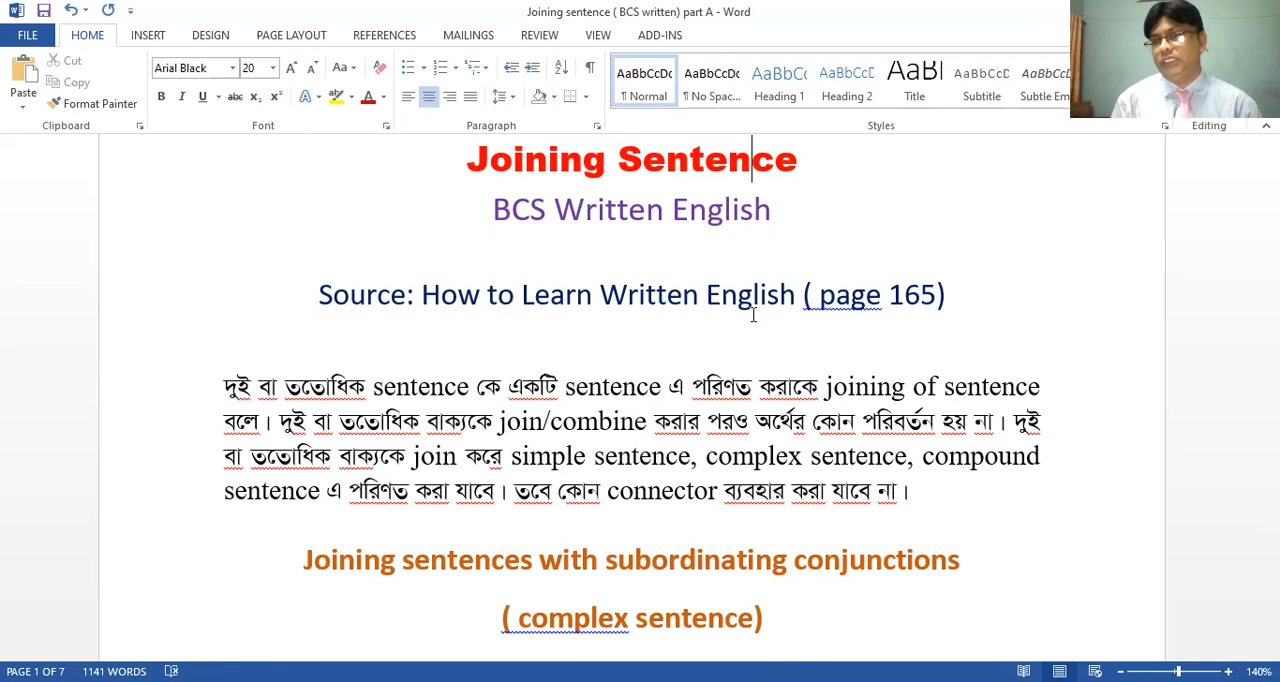 Joining sentence ( BCS written) part A - Word
FILE HOME INSERT DESIGN PAGE LAYOUT REFERENCES MAILINGS REVIEW VIEW ADD-INS
Cut
Copy
Format Painter
Paste
Clipboard
Arial Black 20
Font
Paragraph
AaBbCcDc AaBbCcDc AaBbCc AaBbCcD AaBl AaBbCcD AaBbCcD
¶ Normal ¶ No Spac... Heading 1 Heading 2 Title Subtitle Subtle Em
Styles
Editing
Joining Sentence
BCS Written English
Source: How to Learn Written English ( page 165)
দুই বা ততোধিক sentence কে একটি sentence এ পরিণত করাকে joining of sentence
বলে। দুই বা ততোধিক বাক্যকে join/combine করার পরও অর্থের কোন পরিবর্তন হয় না। দুই
বা ততোধিক বাক্যকে join করে simple sentence, complex sentence, compound
sentence এ পরিণত করা যাবে। তবে কোন connector ব্যবহার করা যাবে না।
Joining sentences with subordinating conjunctions
( complex sentence)
PAGE 1 OF 7 1141 WORDS 140%